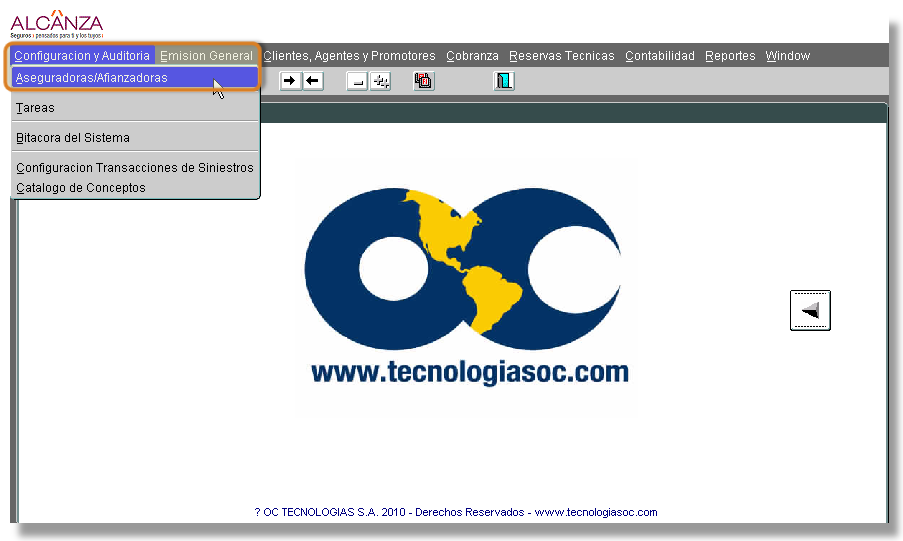 ALCANZA
Seguros : pensados para ti y los tuyos :
Configuracion y Auditoria Emision General Clientes, Agentes y Promotores Cobranza Reservas Tecnicas Contabilidad Reportes Window
Aseguradoras/Afianzadoras
Tareas
Bitacora del Sistema
Configuracion Transacciones de Siniestros
Catalogo de Conceptos
OC
www.tecnologiasoc.com
? OC TECNOLOGIAS S.A. 2010 - Derechos Reservados - www.tecnologiasoc.com